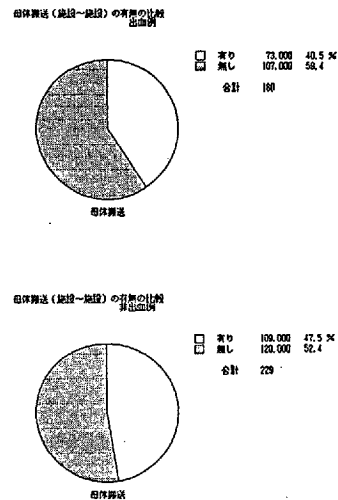 母体搬送(施設〜施設)の有無の比較
出血例
有り 73.000 40.5 %
無し 107.000 59.4
合計 180
母体搬送
母体搬送(施設〜施設)の有無の比較
非出血例
有り 109.000 47.5 %
無し 120.000 52.4
合計 229
母体搬送